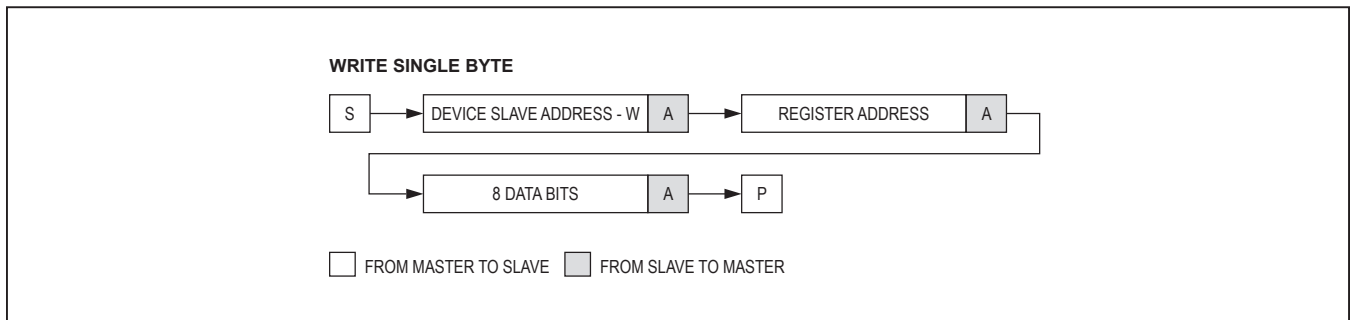 WRITE SINGLE BYTE
S DEVICE SLAVE ADDRESS - W A REGISTER ADDRESS A
8 DATA BITS A P
FROM MASTER TO SLAVE FROM SLAVE TO MASTER